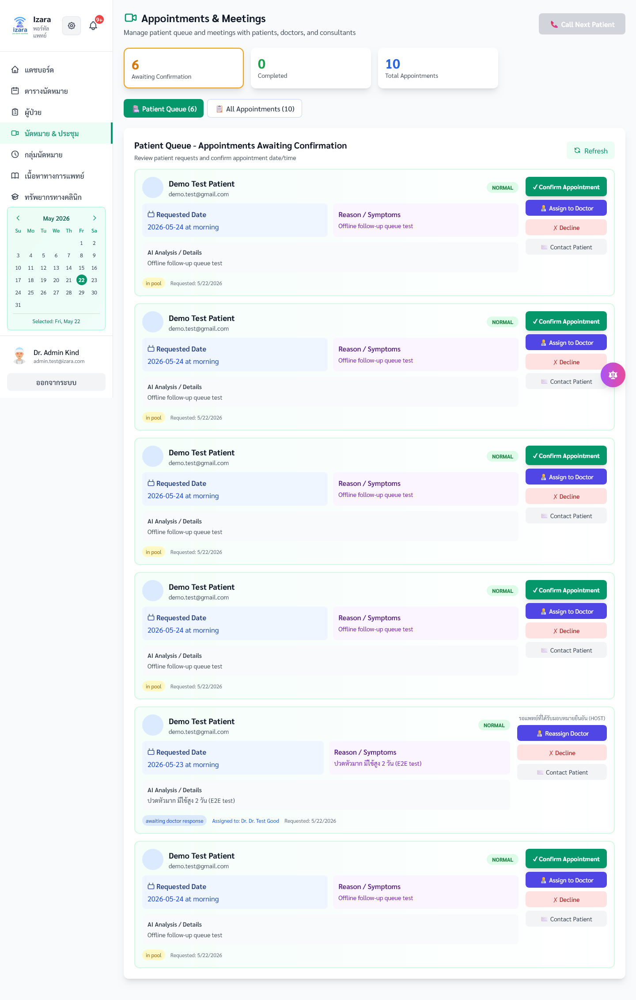 izara
Izara
พอร์ทัล
แพทย์
9+
แดชบอร์ด
ตารางนัดหมาย
ผู้ป่วย
นัดหมาย & ประชุม
กลุ่มนัดหมาย
เนื้อหาทางการแพทย์
ทรัพยากรทางคลินิก
May 2026
Su Mo Tu We Th Fr Sa
1 2
3 4 5 6 7 8 9
10 11 12 13 14 15 16
17 18 19 20 21 22 23
24 25 26 27 28 29 30
31
Selected: Fri, May 22
Dr. Admin Kind
admin.test@izara.com
ออกจากระบบ
Appointments & Meetings
Manage patient queue and meetings with patients, doctors, and consultants
Call Next Patient
6
Awaiting Confirmation
0
Completed
10
Total Appointments
Patient Queue (6)
All Appointments (10)
Patient Queue - Appointments Awaiting Confirmation
Review patient requests and confirm appointment date/time
Refresh
Demo Test Patient
demo.test@gmail.com
NORMAL
Requested Date
2026-05-24 at morning
Reason / Symptoms
Offline follow-up queue test
AI Analysis / Details
Offline follow-up queue test
in pool Requested: 5/22/2026
✓ Confirm Appointment
Assign to Doctor
✗ Decline
Contact Patient
Demo Test Patient
demo.test@gmail.com
NORMAL
Requested Date
2026-05-24 at morning
Reason / Symptoms
Offline follow-up queue test
AI Analysis / Details
Offline follow-up queue test
in pool Requested: 5/22/2026
✓ Confirm Appointment
Assign to Doctor
✗ Decline
Contact Patient
Demo Test Patient
demo.test@gmail.com
NORMAL
Requested Date
2026-05-24 at morning
Reason / Symptoms
Offline follow-up queue test
AI Analysis / Details
Offline follow-up queue test
in pool Requested: 5/22/2026
✓ Confirm Appointment
Assign to Doctor
✗ Decline
Contact Patient
Demo Test Patient
demo.test@gmail.com
NORMAL
Requested Date
2026-05-24 at morning
Reason / Symptoms
Offline follow-up queue test
AI Analysis / Details
Offline follow-up queue test
in pool Requested: 5/22/2026
✓ Confirm Appointment
Assign to Doctor
✗ Decline
Contact Patient
Demo Test Patient
demo.test@gmail.com
NORMAL
Requested Date
2026-05-23 at morning
Reason / Symptoms
ปวดหัวมาก มีไข้สูง 2 วัน (E2E test)
AI Analysis / Details
ปวดหัวมาก มีไข้สูง 2 วัน (E2E test)
awaiting doctor response Assigned to: Dr. Dr. Test Good Requested: 5/22/2026
รอแพทย์ที่ได้รับมอบหมายยืนยัน (HOST)
Reassign Doctor
✗ Decline
Contact Patient
Demo Test Patient
demo.test@gmail.com
NORMAL
Requested Date
2026-05-24 at morning
Reason / Symptoms
Offline follow-up queue test
AI Analysis / Details
Offline follow-up queue test
in pool Requested: 5/22/2026
✓ Confirm Appointment
Assign to Doctor
✗ Decline
Contact Patient